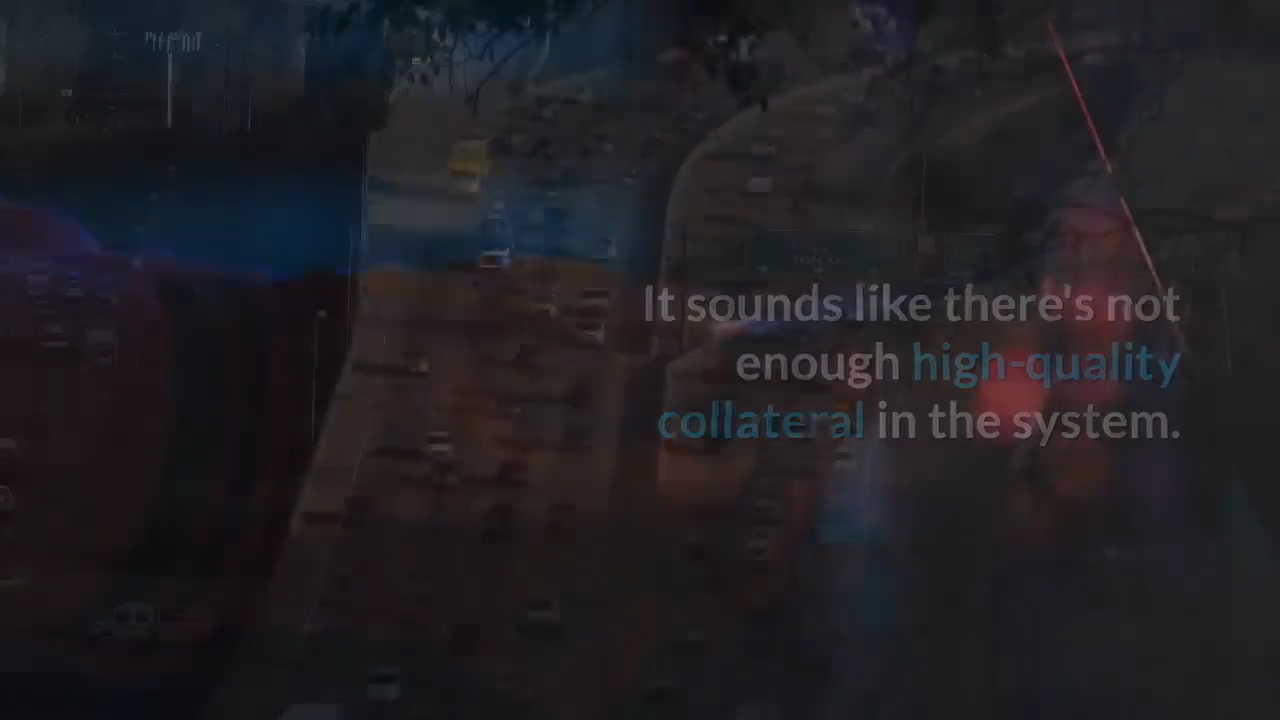 It sounds like there's not
enough high-quality
collateral in the system.